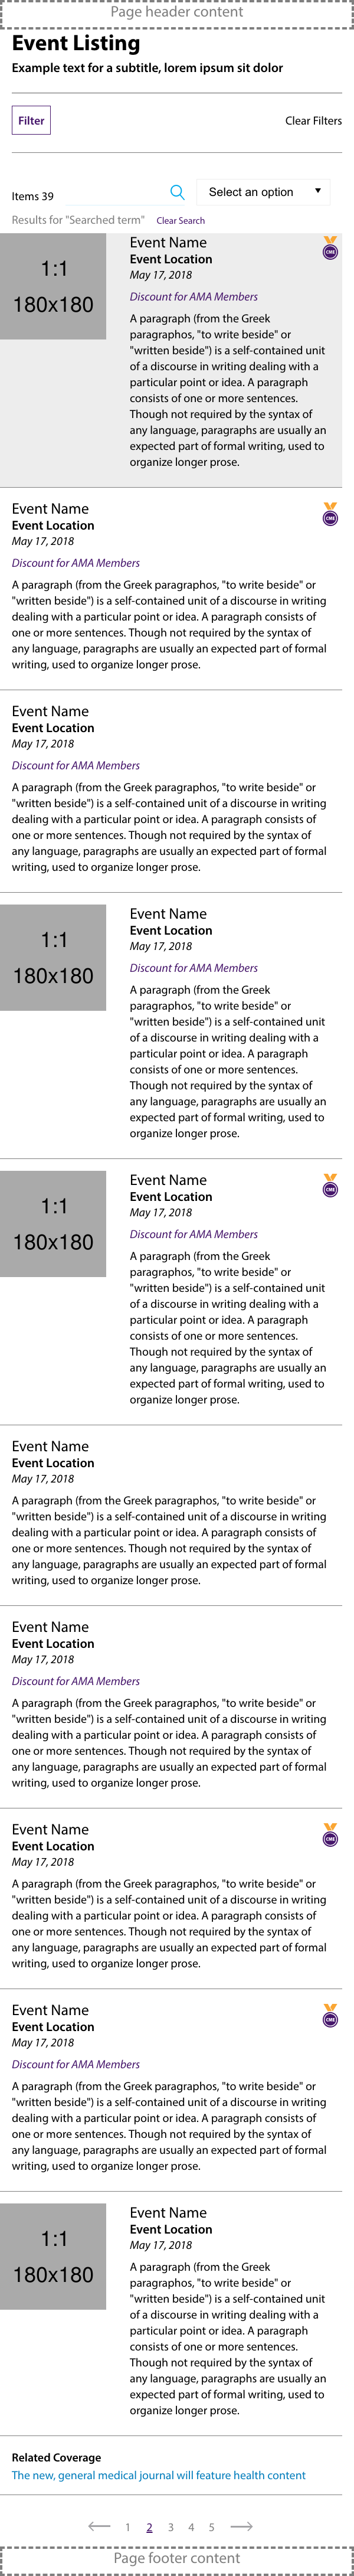 Page header content
Event Listing
Example text for a subtitle, lorem ipsum sit dolor
Filter
Clear Filters
Items 39
Select an option
Results for "Searched term" Clear Search
1:1
180x180
Event Name
CME
Event Location
May 17, 2018
Discount for AMA Members
A paragraph (from the Greek
paragraphos, "to write beside" or
"written beside") is a self-contained unit
of a discourse in writing dealing with a
particular point or idea. A paragraph
consists of one or more sentences.
Though not required by the syntax of
any language, paragraphs are usually an
expected part of formal writing, used to
organize longer prose.
Event Name
CME
Event Location
May 17, 2018
Discount for AMA Members
A paragraph (from the Greek paragraphos, "to write beside" or
"written beside") is a self-contained unit of a discourse in writing
dealing with a particular point or idea. A paragraph consists of
one or more sentences. Though not required by the syntax of
any language, paragraphs are usually an expected part of formal
writing, used to organize longer prose.
Event Name
Event Location
May 17, 2018
Discount for AMA Members
A paragraph (from the Greek paragraphos, "to write beside" or
"written beside") is a self-contained unit of a discourse in writing
dealing with a particular point or idea. A paragraph consists of
one or more sentences. Though not required by the syntax of
any language, paragraphs are usually an expected part of formal
writing, used to organize longer prose.
1:1
180x180
Event Name
Event Location
May 17, 2018
Discount for AMA Members
A paragraph (from the Greek
paragraphos, "to write beside" or
"written beside") is a self-contained unit
of a discourse in writing dealing with a
particular point or idea. A paragraph
consists of one or more sentences.
Though not required by the syntax of
any language, paragraphs are usually an
expected part of formal writing, used to
organize longer prose.
1:1
180x180
Event Name
CME
Event Location
May 17, 2018
Discount for AMA Members
A paragraph (from the Greek
paragraphos, "to write beside" or
"written beside") is a self-contained unit
of a discourse in writing dealing with a
particular point or idea. A paragraph
consists of one or more sentences.
Though not required by the syntax of
any language, paragraphs are usually an
expected part of formal writing, used to
organize longer prose.
Event Name
Event Location
May 17, 2018
A paragraph (from the Greek paragraphos, "to write beside" or
"written beside") is a self-contained unit of a discourse in writing
dealing with a particular point or idea. A paragraph consists of
one or more sentences. Though not required by the syntax of
any language, paragraphs are usually an expected part of formal
writing, used to organize longer prose.
Event Name
Event Location
May 17, 2018
Discount for AMA Members
A paragraph (from the Greek paragraphos, "to write beside" or
"written beside") is a self-contained unit of a discourse in writing
dealing with a particular point or idea. A paragraph consists of
one or more sentences. Though not required by the syntax of
any language, paragraphs are usually an expected part of formal
writing, used to organize longer prose.
Event Name
CME
Event Location
May 17, 2018
A paragraph (from the Greek paragraphos, "to write beside" or
"written beside") is a self-contained unit of a discourse in writing
dealing with a particular point or idea. A paragraph consists of
one or more sentences. Though not required by the syntax of
any language, paragraphs are usually an expected part of formal
writing, used to organize longer prose.
Event Name
CME
Event Location
May 17, 2018
Discount for AMA Members
A paragraph (from the Greek paragraphos, "to write beside" or
"written beside") is a self-contained unit of a discourse in writing
dealing with a particular point or idea. A paragraph consists of
one or more sentences. Though not required by the syntax of
any language, paragraphs are usually an expected part of formal
writing, used to organize longer prose.
1:1
180x180
Event Name
Event Location
May 17, 2018
A paragraph (from the Greek
paragraphos, "to write beside" or
"written beside") is a self-contained unit
of a discourse in writing dealing with a
particular point or idea. A paragraph
consists of one or more sentences.
Though not required by the syntax of
any language, paragraphs are usually an
expected part of formal writing, used to
organize longer prose.
Related Coverage
The new, general medical journal will feature health content
1 2 3 4 5
Page footer content